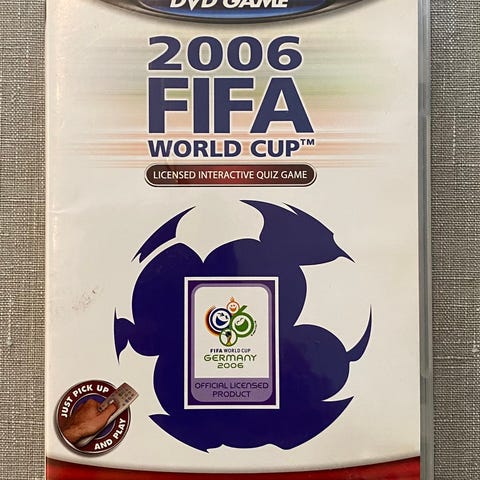 DVD GAME
2006
FIFA
WORLD CUP™
LICENSED INTERACTIVE QUIZ GAME
FIFA WORLD CUP
GERMANY
2006
OFFICIAL LICENSED
PRODUCT
JUST PICK UP
AND PLAY